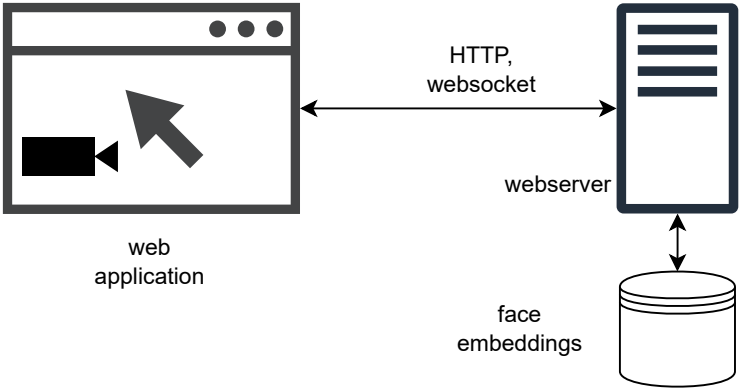 HTTP,
websocket
webserver
web
application
face
embeddings